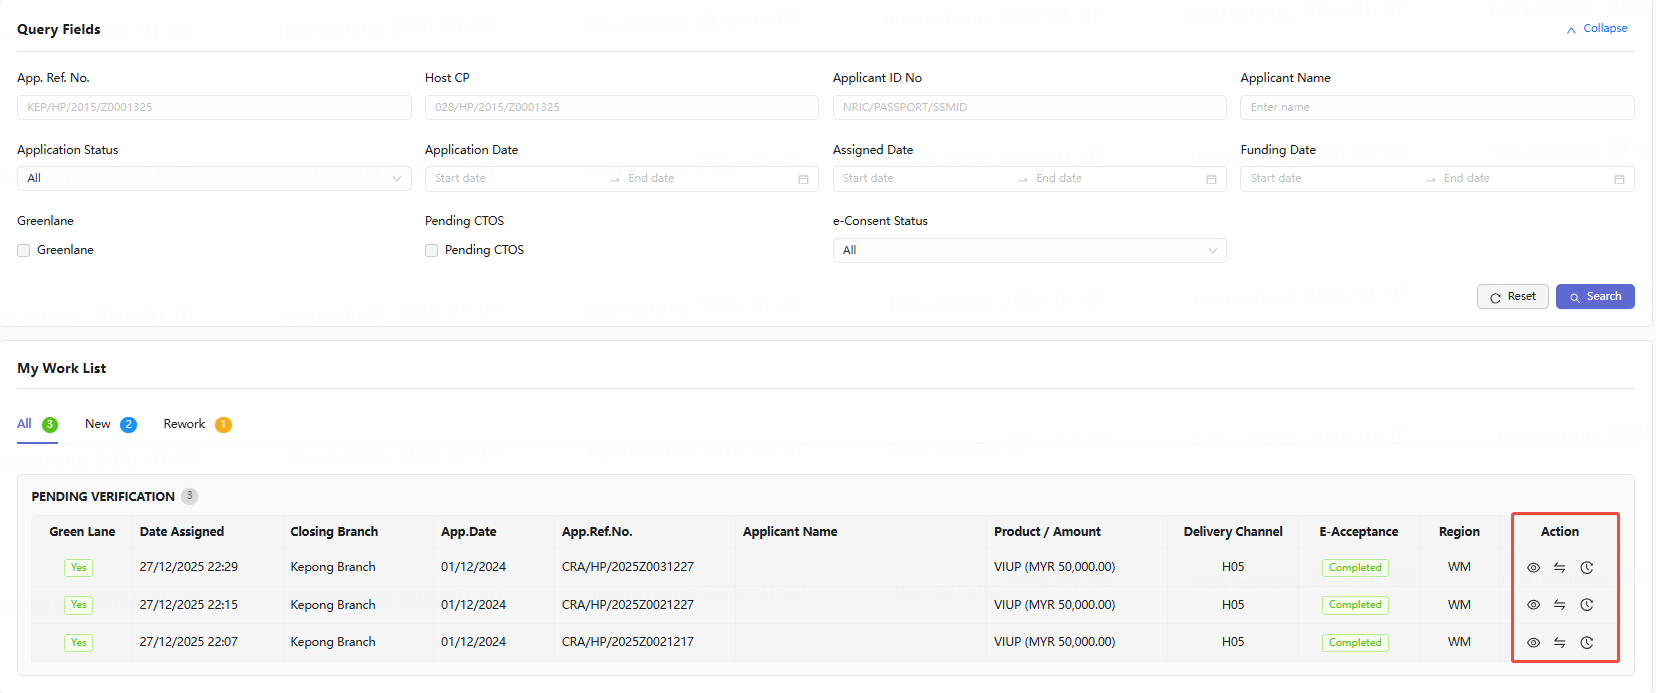 Query Fields
Collapse
App. Ref. No. Host CP Applicant ID No Applicant Name
KEP/HP/2015/Z0001325 028/HP/2015/Z0001325 NRIC/PASSPORT/SSMID Enter name
Application Status Application Date Assigned Date Funding Date
All Start date → End date Start date → End date Start date → End date
Greenlane Pending CTOS e-Consent Status
Greenlane Pending CTOS All
Reset Search
My Work List
All 3 New 2 Rework 1
PENDING VERIFICATION 3
Green Lane Date Assigned Closing Branch App.Date App.Ref.No. Applicant Name Product / Amount Delivery Channel E-Acceptance Region Action
Yes 27/12/2025 22:29 Kepong Branch 01/12/2024 CRA/HP/2025Z0031227 VIUP (MYR 50,000.00) H05 Completed WM
Yes 27/12/2025 22:15 Kepong Branch 01/12/2024 CRA/HP/2025Z0021227 VIUP (MYR 50,000.00) H05 Completed WM
Yes 27/12/2025 22:07 Kepong Branch 01/12/2024 CRA/HP/2025Z0021217 VIUP (MYR 50,000.00) H05 Completed WM